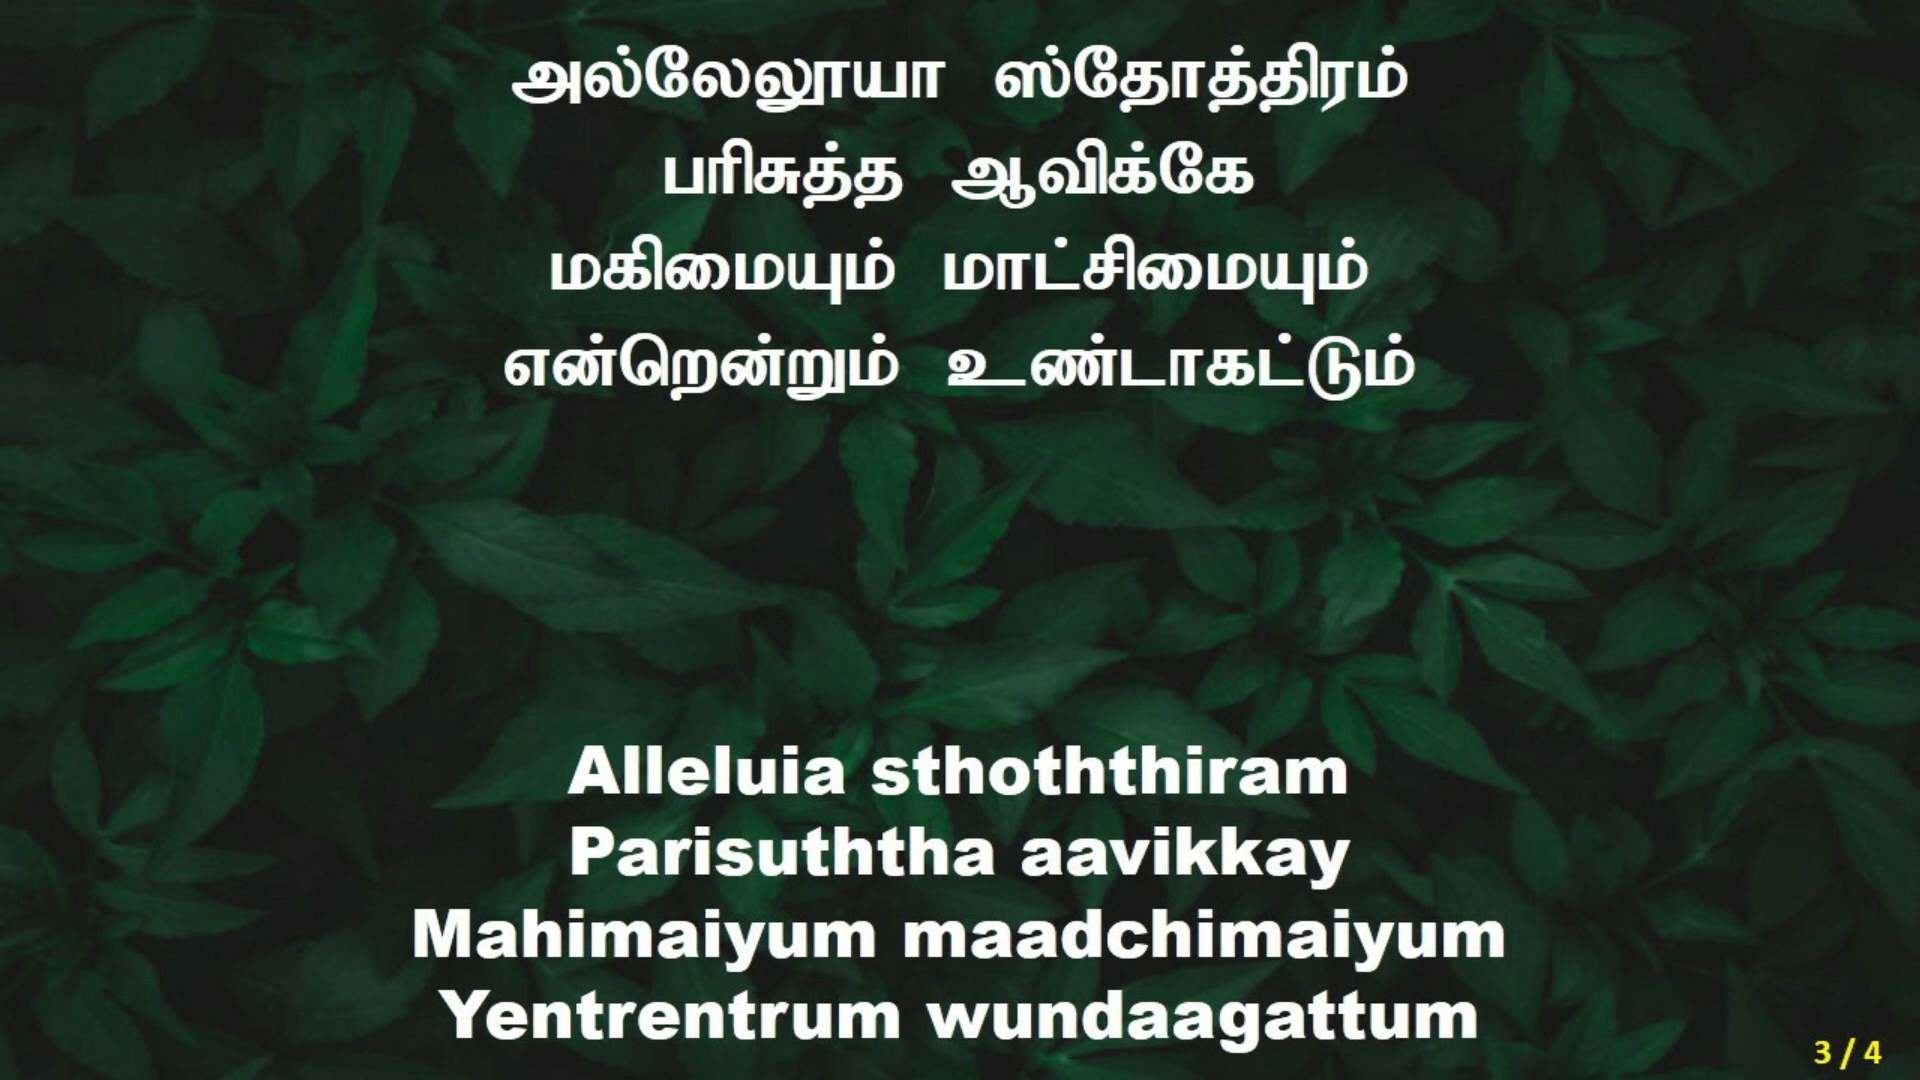 அல்லேலூயா ஸ்தோத்திரம்
பரிசுத்த ஆவிக்கே
மகிமையும் மாட்சிமையும்
என்றென்றும் உண்டாகட்டும்
Alleluia sthoththiram
Parisuththa aavikkay
Mahimaiyum maadchimaiyum
Yentrentrum wundaagattum
3 / 4